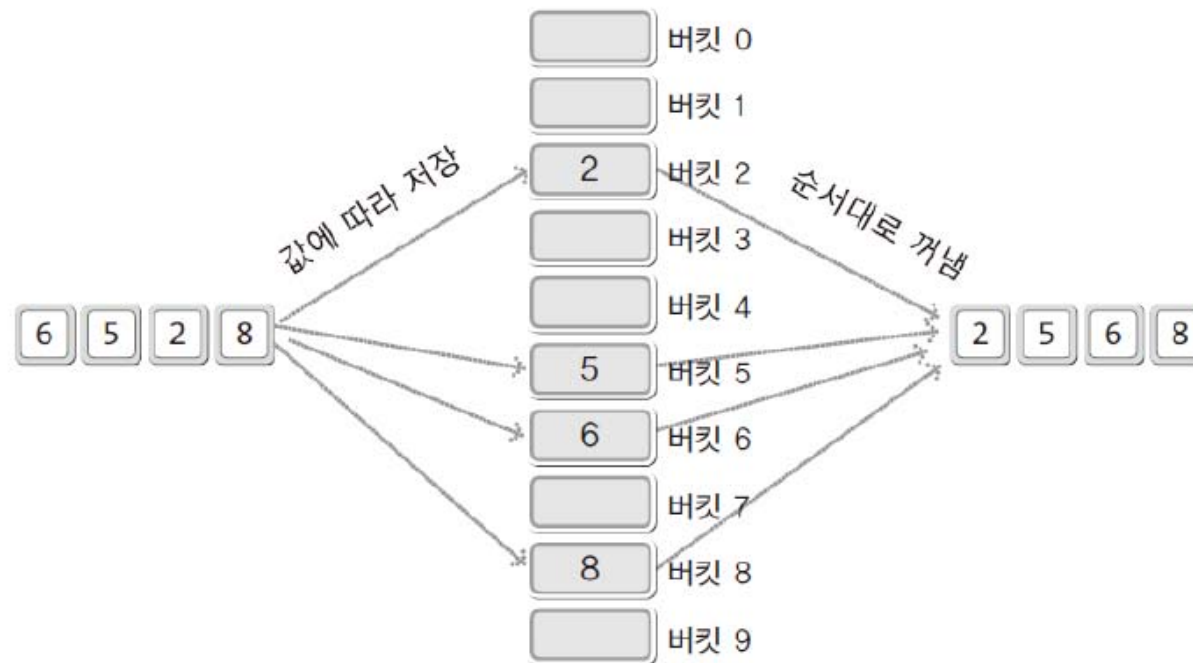 버킷 0
버킷 1
2 버킷 2
값에 따라 저장
순서대로 꺼냄
버킷 3
버킷 4
6 5 2 8
2 5 6 8
5 버킷 5
6 버킷 6
버킷 7
8 버킷 8
버킷 9